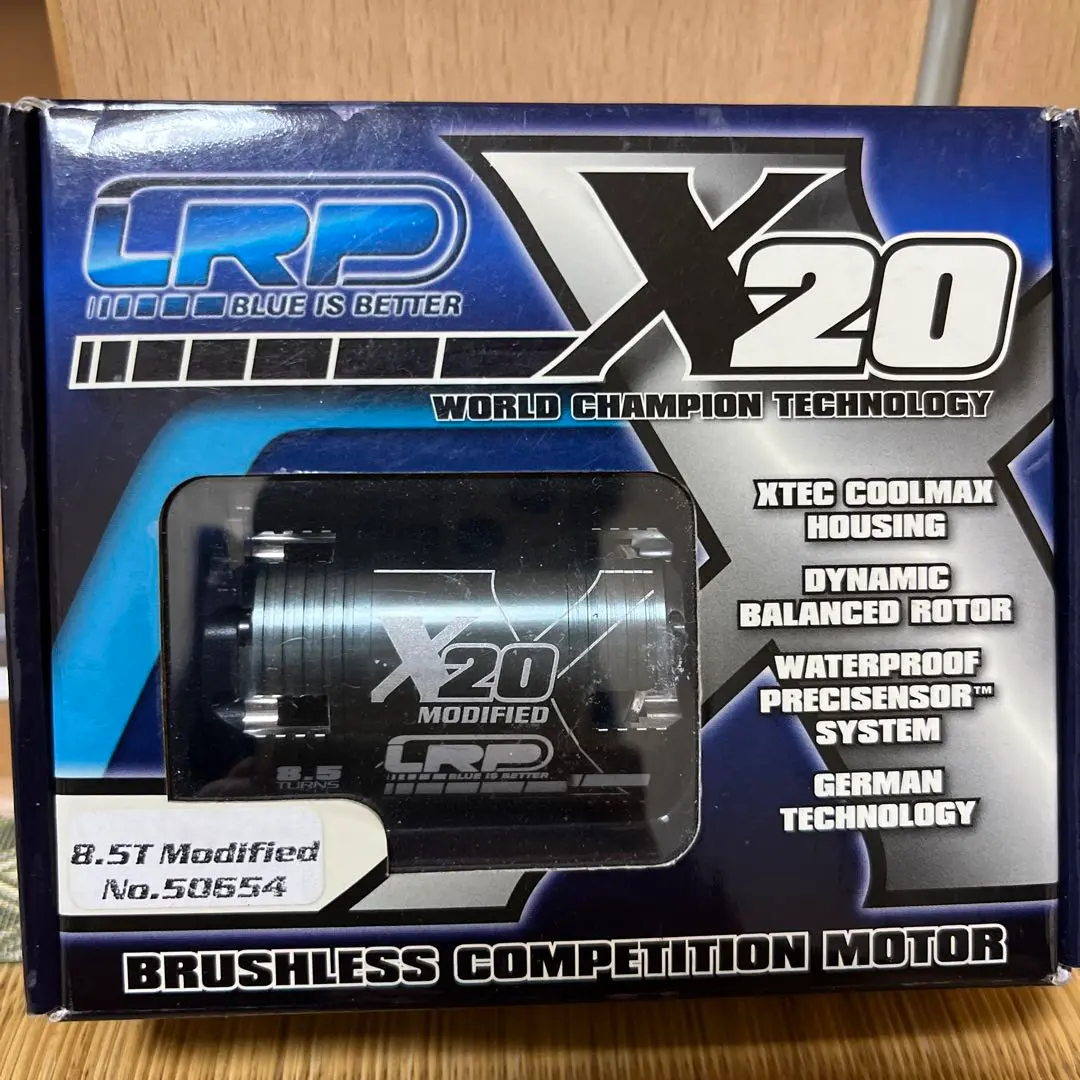 LRP
BLUE IS BETTER
X20
WORLD CHAMPION TECHNOLOGY
XTEC COOLMAX
HOUSING
DYNAMIC
BALANCED ROTOR
WATERPROOF
PRECISENSOR™
SYSTEM
GERMAN
TECHNOLOGY
X20
MODIFIED
LRP
BLUE IS BETTER
8.5
TURNS
8.5T Modified
No.50654
BRUSHLESS COMPETITION MOTOR